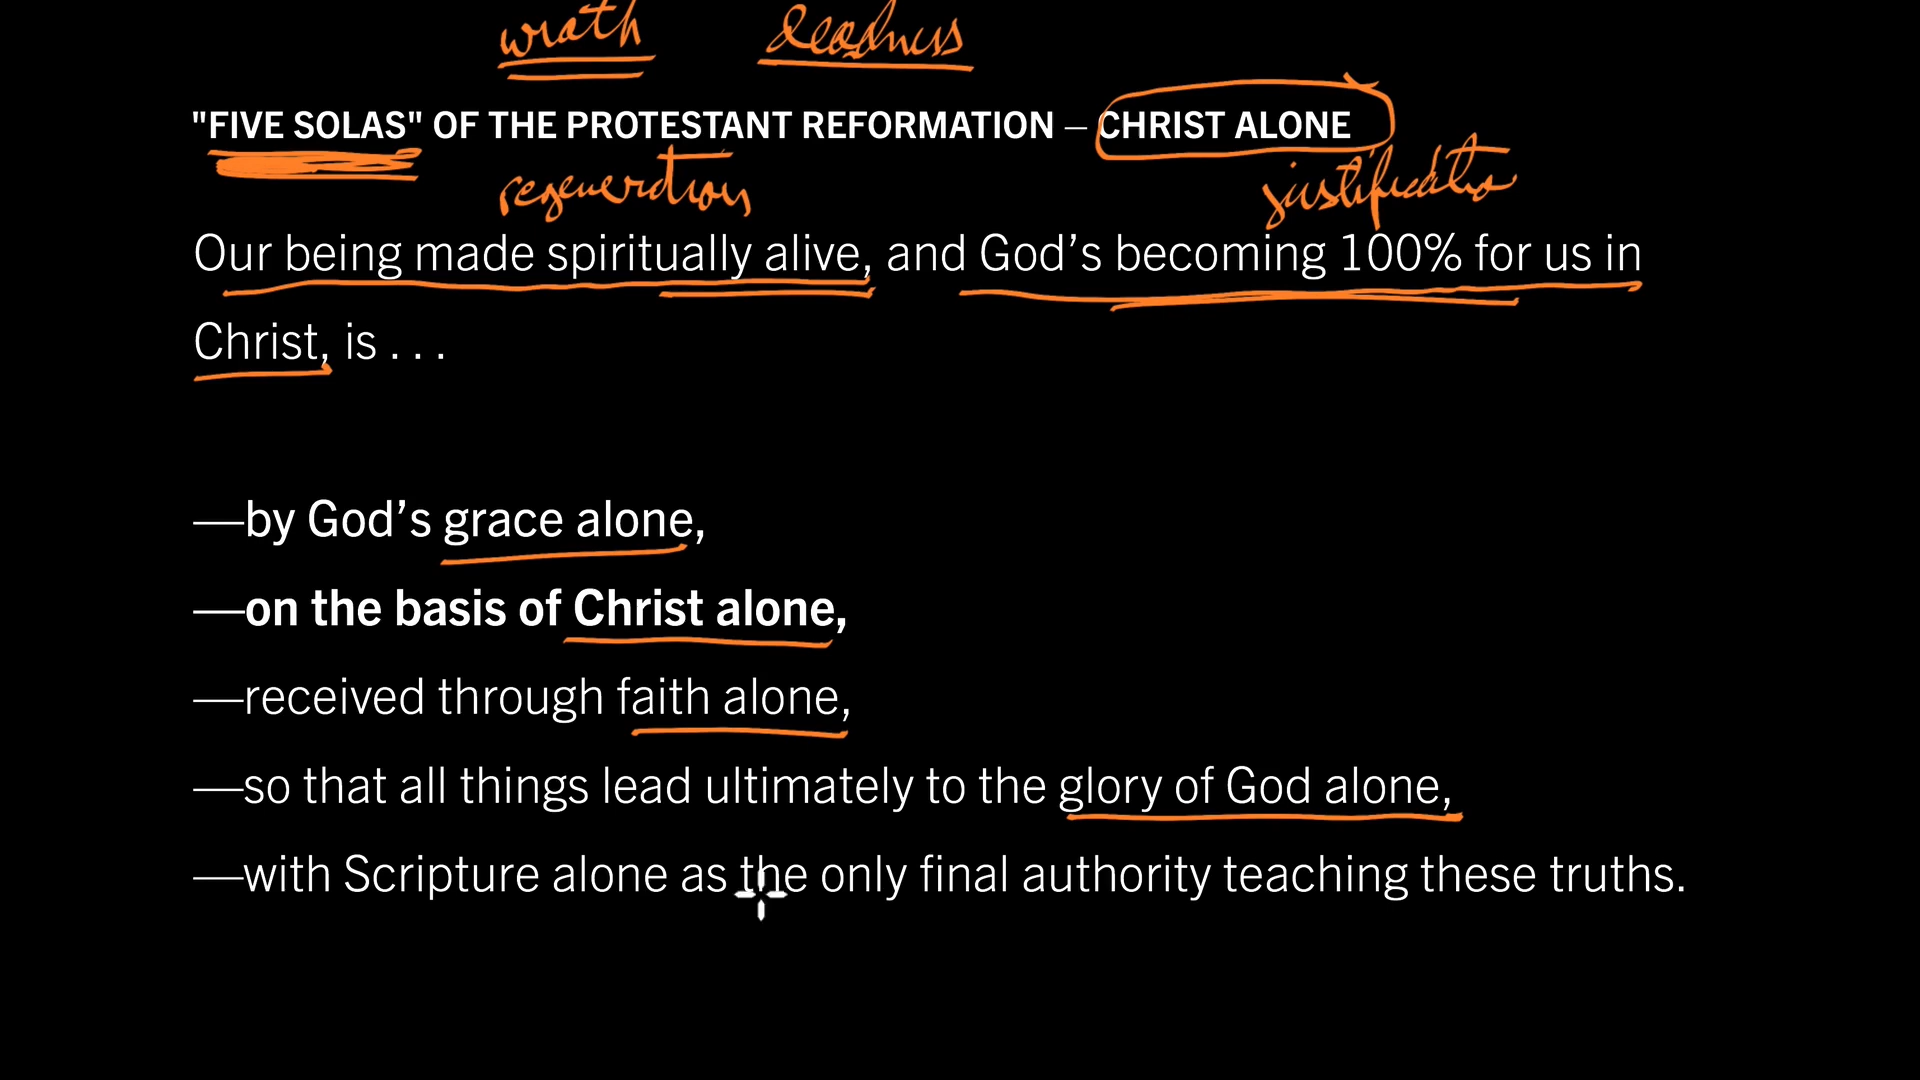 wrath deadness
"FIVE SOLAS" OF THE PROTESTANT REFORMATION – CHRIST ALONE
regeneration justification
Our being made spiritually alive, and God’s becoming 100% for us in
Christ, is . . .
—by God’s grace alone,
—on the basis of Christ alone,
—received through faith alone,
—so that all things lead ultimately to the glory of God alone,
—with Scripture alone as the only final authority teaching these truths.